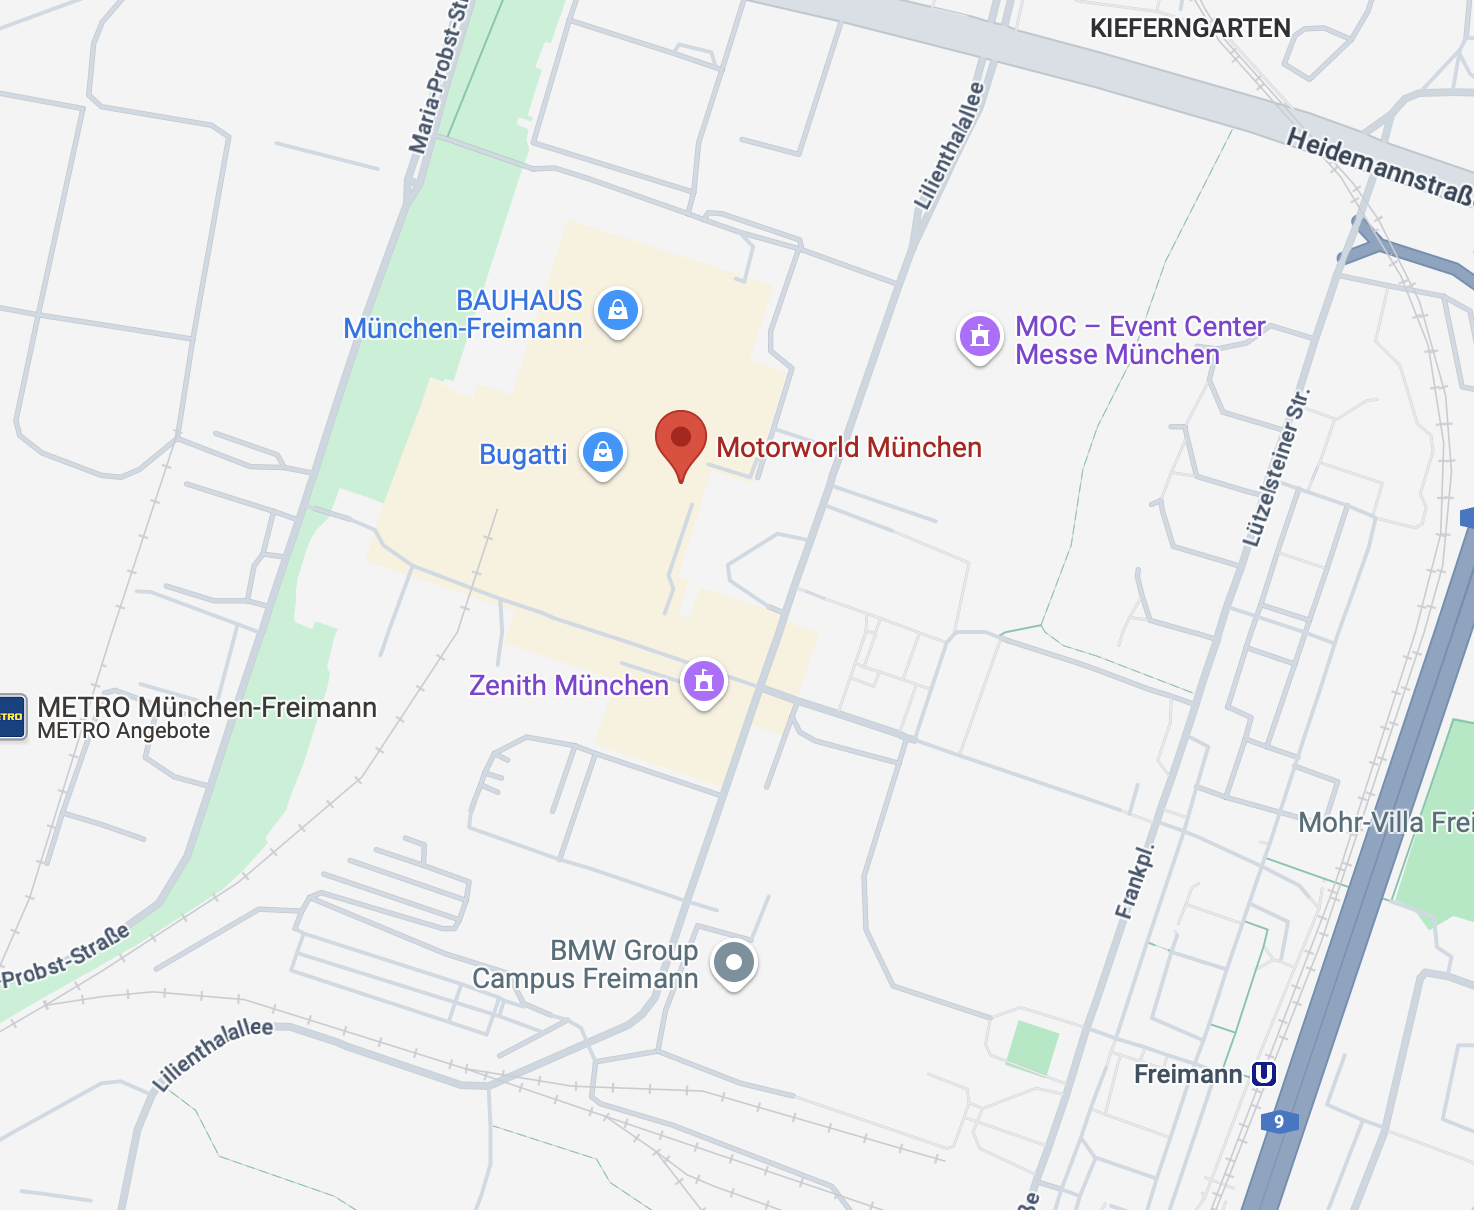 KIEFERNGARTEN
Maria-Probst-St
Lilienthalallee
Heidemannstraße
BAUHAUS
München-Freimann
MOC – Event Center
Messe München
Bugatti
Motorworld München
Lützelsteiner Str.
Zenith München
METRO München-Freimann
METRO Angebote
Mohr-Villa Frei
Frankpl.
-Probst-Straße
BMW Group
Campus Freimann
Lilienthalallee
Freimann U
9
ße